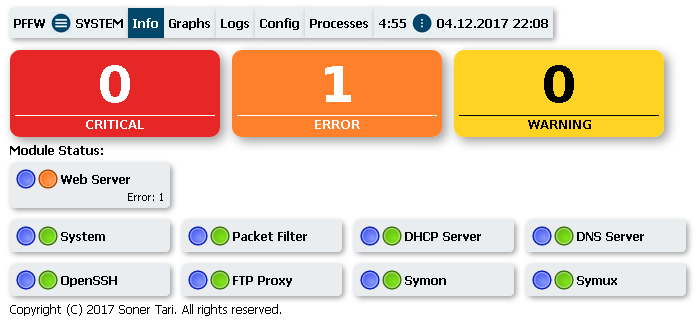 PFFW SYSTEM Info Graphs Logs Config Processes 4:55 04.12.2017 22:08
0 1 0
CRITICAL ERROR WARNING
Module Status:
Web Server
Error: 1
System Packet Filter DHCP Server DNS Server
OpenSSH FTP Proxy Symon Symux
Copyright (C) 2017 Soner Tari. All rights reserved.